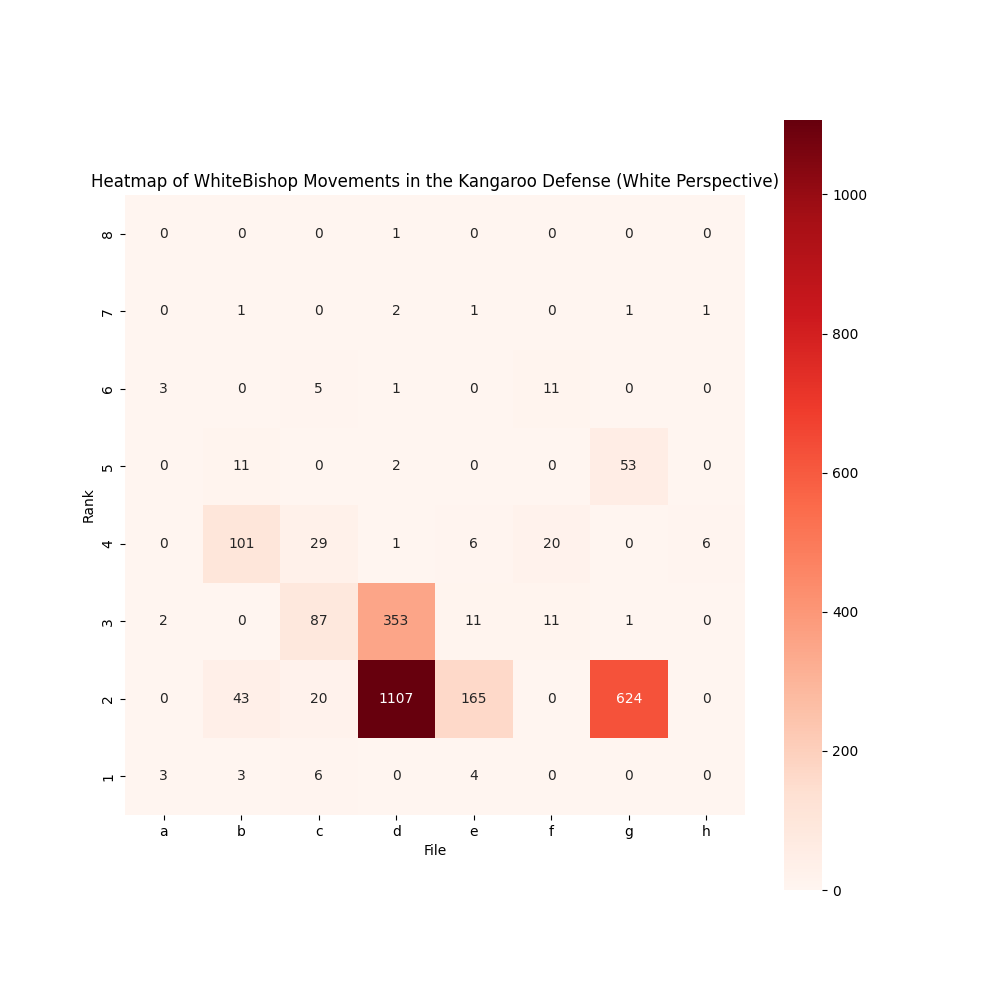 Heatmap of WhiteBishop Movements in the Kangaroo Defense (White Perspective)
8 0 0 0 1 0 0 0 0
7 0 1 0 2 1 0 1 1
6 3 0 5 1 0 11 0 0
5 0 11 0 2 0 0 53 0
4 0 101 29 1 6 20 0 6
3 2 0 87 353 11 11 1 0
2 0 43 20 1107 165 0 624 0
1 3 3 6 0 4 0 0 0
a b c d e f g h
File
Rank
1000
800
600
400
200
0